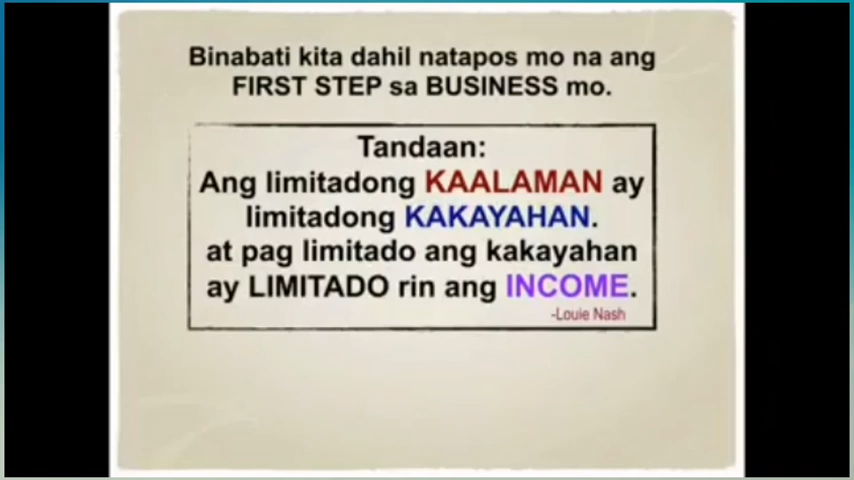 Binabati kita dahil natapos mo na ang
FIRST STEP sa BUSINESS mo.
Tandaan:
Ang limitadong KAALAMAN ay
limitadong KAKAYAHAN.
at pag limitado ang kakayahan
ay LIMITADO rin ang INCOME.
-Louie Nash